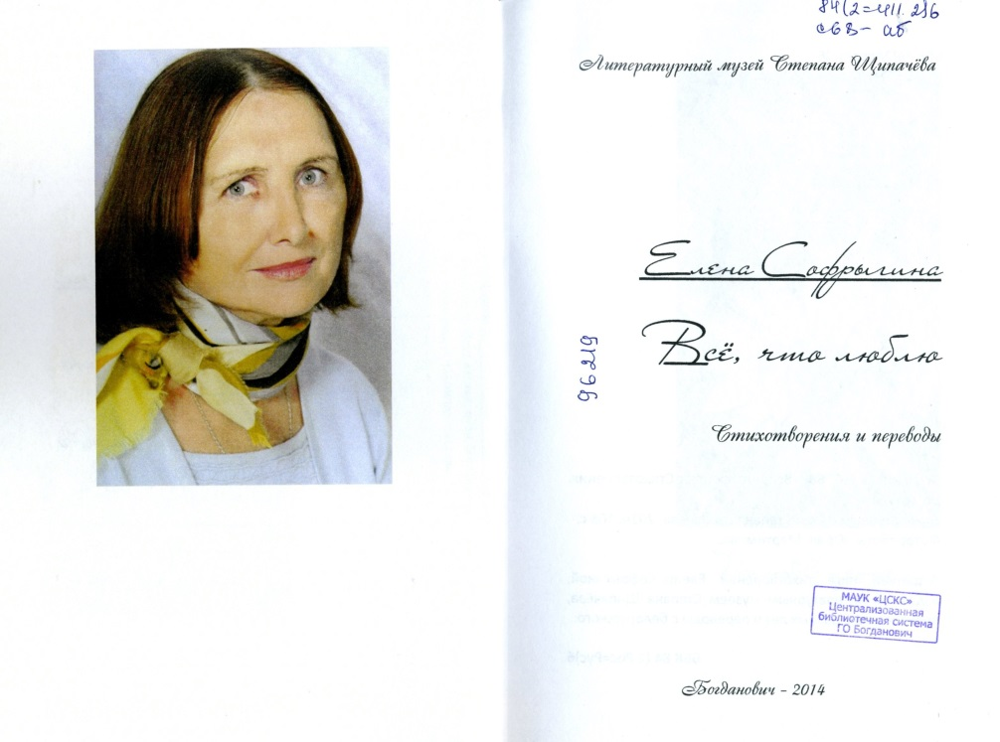 84(2=411.2)6
с68- аб
Литературный музей Степана Щипачёва
Елена Софрыгина
Всё, что люблю
96219
Стихотворения и переводы
МАУК «ЦСКС»
Централизованная
библиотечная система
ГО Богданович
Богданович - 2014